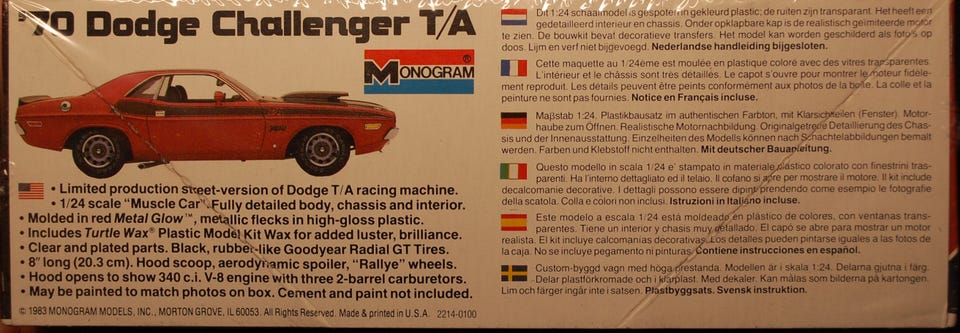 '70 Dodge Challenger T/A
MONOGRAM®
• Limited production street-version of Dodge T/A racing machine.
• 1/24 scale "Muscle Car" Fully detailed body, chassis and interior.
• Molded in red Metal Glow™, metallic flecks in high-gloss plastic.
• Includes Turtle Wax® Plastic Model Kit Wax for added luster, brilliance.
• Clear and plated parts. Black, rubber-like Goodyear Radial GT Tires.
• 8" long (20.3 cm). Hood scoop, aerodynamic spoiler, "Rallye" wheels.
• Hood opens to show 340 c.i. V-8 engine with three 2-barrel carburetors.
• May be painted to match photos on box. Cement and paint not included.
© 1983 MONOGRAM MODELS, INC., MORTON GROVE, IL 60053. All Rights Reserved. Made & printed in U.S.A. 2214-0100
Dit 1:24 schaalmodel is gespoten in gekleurd plastic; de ruiten zijn transparant. Het heeft een
gedetailleerd interieur en chassis. Onder opklapbare kap is de realistisch geïmiteerde motor
te zien. De bouwkit bevat decoratieve transfers. Het model kan worden geschilderd als foto's op
doos. Lijm en verf niet bijgevoegd. Nederlandse handleiding bijgesloten.
Cette maquette au 1/24ème est moulée en plastique coloré avec des vitres transparentes.
L'intérieur et le châssis sont très détaillés. Le capot s'ouvre pour montrer le moteur fidèle-
ment reproduit. Les détails peuvent être peints conformément aux photos de la boîte. La colle et la
peinture ne sont pas fournies. Notice en Français incluse.
Maßstab 1:24. Plastikbausatz im authentischen Farbton, mit Klarsichteilen (Fenster). Motor-
haube zum Öffnen. Realistische Motornachbildung. Originalgetreie Detaillierung des Chas-
sis und der Innenausstattung. Einzelheiten des Models können nach Schachtelabbildungen bemalt
werden. Farben und Klebstoff nicht enthalten. Mit deutscher Bauanleitung.
Questo modello in scala 1/24 e' stampato in materiale plastico colorato con finestrini tras-
parenti. Ha l'interno dettagliato ed il telaio. Il cofano si apre per mostrare il motore. Il kit include
decalcomanie decorative. I dettagli possono essere dipinti prendendo come esempio le fotografie
della scatola. Colla e colori non inclusi. Istruzioni in Italiano incluse.
Este modelo a escala 1/24 está moldeado en plástico de colores, con ventanas trans-
parentes. Tiene un interior y chasis muy detallado. El capó se abre para mostrar un motor
realista. El kit incluye calcomanias decorativas. Los detalles pueden pintarse iguales a las fotos de
la caja. No se incluye pegamento ni pinturas. Contiene instrucciones en español.
Custom-byggd vagn med höga prestanda. Modellen är i skala 1:24. Delarna gjutna i färg.
Delar plastförkromade och i klarplast. Med dekaler. Kan målas som bilderna på kartongen.
Lim och färger ingår inte i satsen. Plastbyggsats. Svensk instruktion.